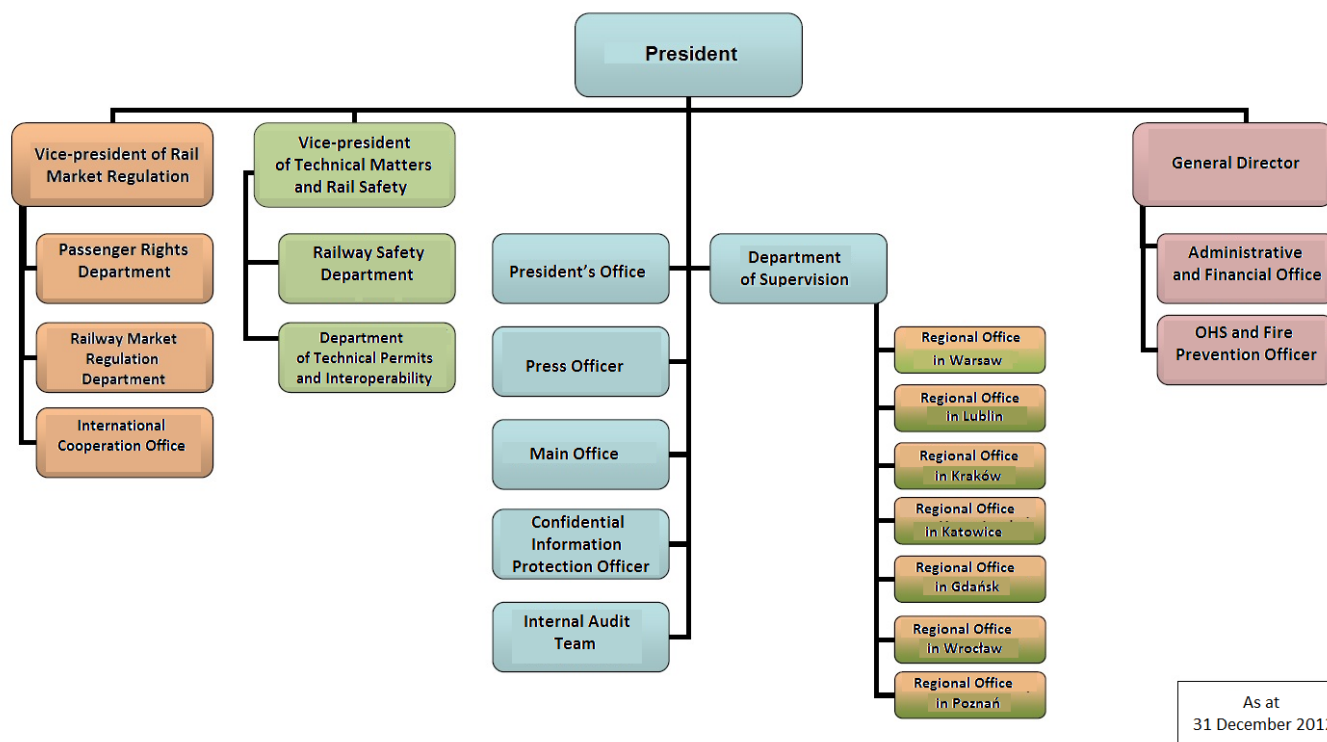 President
Vice-president of Rail
Market Regulation
Passenger Rights
Department
Railway Market
Regulation
Department
International
Cooperation Office
Vice-president
of Technical Matters
and Rail Safety
Railway Safety
Department
Department
of Technical Permits
and Interoperability
President's Office
Press Officer
Main Office
Confidential
Information
Protection Officer
Internal Audit
Team
Department
of Supervision
Regional Office
in Warsaw
Regional Office
in Lublin
Regional Office
in Kraków
Regional Office
in Katowice
Regional Office
in Gdańsk
Regional Office
in Wrocław
Regional Office
in Poznań
General Director
Administrative
and Financial Office
OHS and Fire
Prevention Officer
As at
31 December